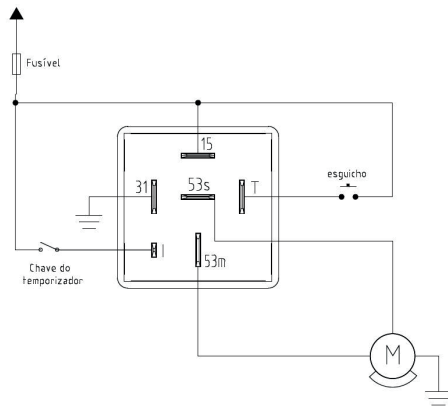 Fusível
15
31
53s
T
esguicho
I
53m
Chave do
temporizador
M